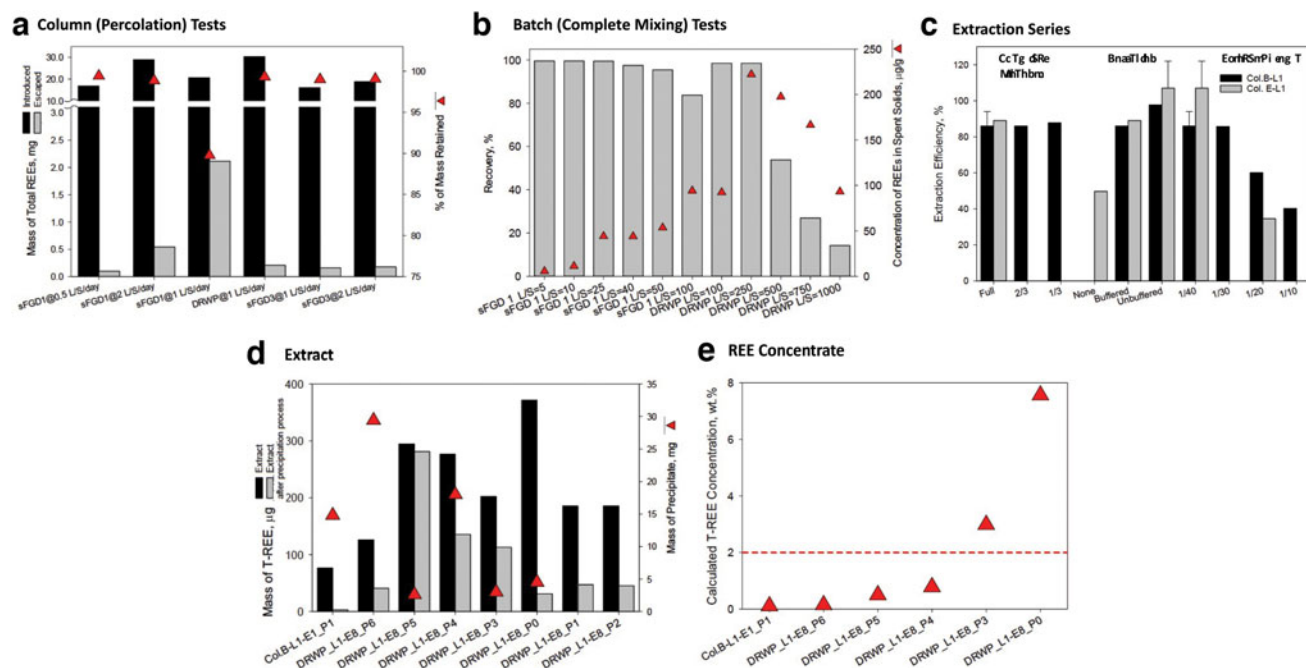 a
Column (Percolation) Tests
Introduced
Escaped
Mass of Total REEs, mg
30.0
20.0
10.0
3.0
2.5
2.0
1.5
1.0
0.5
0.0
% of Mass Retained
100
95
90
85
80
75
sFGD1@0.5 L/S/day
sFGD1@2 L/S/day
sFGD1@1 L/S/day
DRWP@1 L/S/day
sFGD3@1 L/S/day
sFGD3@2 L/S/day
b
Batch (Complete Mixing) Tests
Recovery, %
100
80
60
40
20
0
Concentration of REEs in Spent Solids, µg/g
250
200
150
100
50
0
sFGD 1 L/S=5
sFGD 1 L/S=10
sFGD 1 L/S=25
sFGD 1 L/S=40
sFGD 1 L/S=50
sFGD 1 L/S=100
DRWP L/S=100
DRWP L/S=250
DRWP L/S=500
DRWP L/S=750
DRWP L/S=1000
c
Extraction Series
Col.B-L1
Col. E-L1
Extraction Efficiency, %
120
100
80
60
40
20
0
Full
2/3
1/3
None
Buffered
Unbuffered
1/40
1/30
1/20
1/10
d
Extract
Extract
Extract
after precipitation process
Mass of T-REE, µg
400
300
200
100
0
Mass of Precipitate, mg
35
30
25
20
15
10
5
0
Col.B-L1-E1_P1
DRWP_L1-E8_P6
DRWP_L1-E8_P5
DRWP_L1-E8_P4
DRWP_L1-E8_P3
DRWP_L1-E8_P0
DRWP_L1-E8_P1
DRWP_L1-E8_P2
e
REE Concentrate
Calculated T-REE Concentration, wt.%
8
6
4
2
0
Col.B-L1-E1_P1
DRWP_L1-E8_P6
DRWP_L1-E8_P5
DRWP_L1-E8_P4
DRWP_L1-E8_P3
DRWP_L1-E8_P0